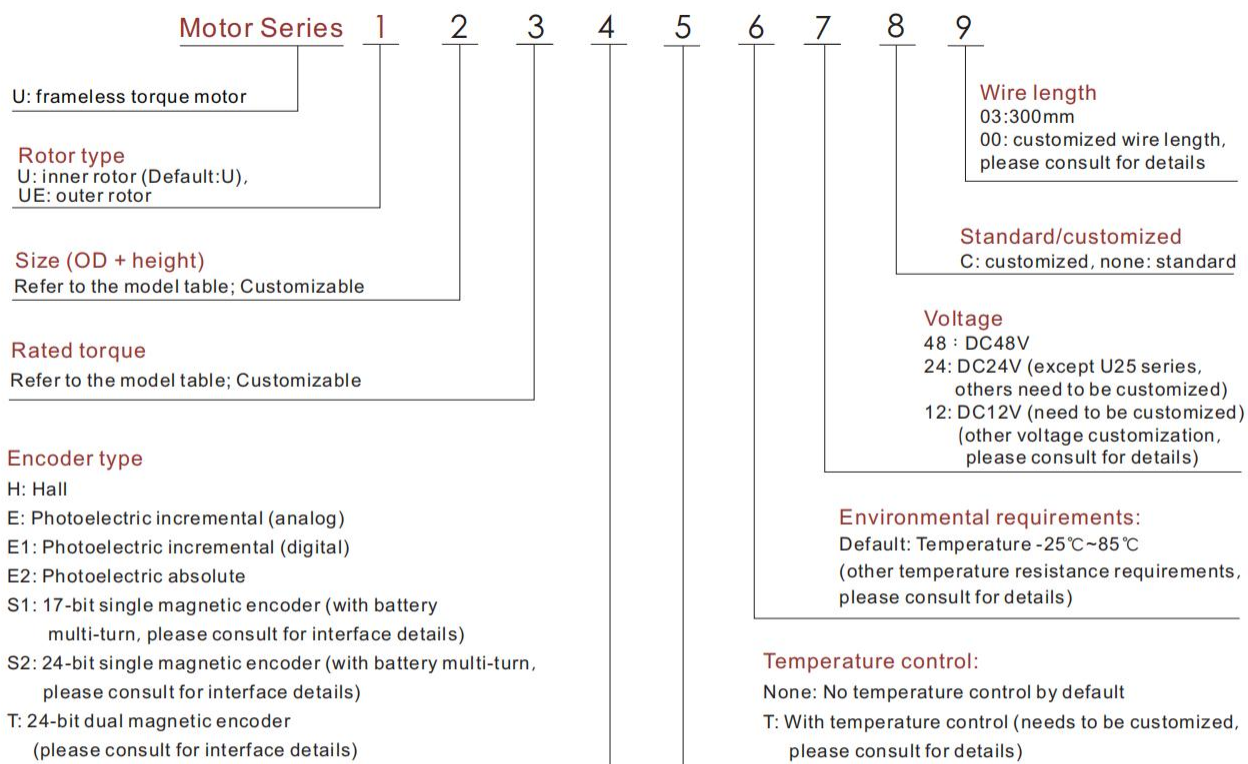 Motor Series 1 2 3 4 5 6 7 8 9
U: frameless torque motor
Rotor type
U: inner rotor (Default:U),
UE: outer rotor
Size (OD + height)
Refer to the model table; Customizable
Rated torque
Refer to the model table; Customizable
Encoder type
H: Hall
E: Photoelectric incremental (analog)
E1: Photoelectric incremental (digital)
E2: Photoelectric absolute
S1: 17-bit single magnetic encoder (with battery
multi-turn, please consult for interface details)
S2: 24-bit single magnetic encoder (with battery multi-turn,
please consult for interface details)
T: 24-bit dual magnetic encoder
(please consult for interface details)
Wire length
03:300mm
00: customized wire length,
please consult for details
Standard/customized
C: customized, none: standard
Voltage
48 : DC48V
24: DC24V (except U25 series,
others need to be customized)
12: DC12V (need to be customized)
(other voltage customization,
please consult for details)
Environmental requirements:
Default: Temperature -25℃~85℃
(other temperature resistance requirements,
please consult for details)
Temperature control:
None: No temperature control by default
T: With temperature control (needs to be customized,
please consult for details)